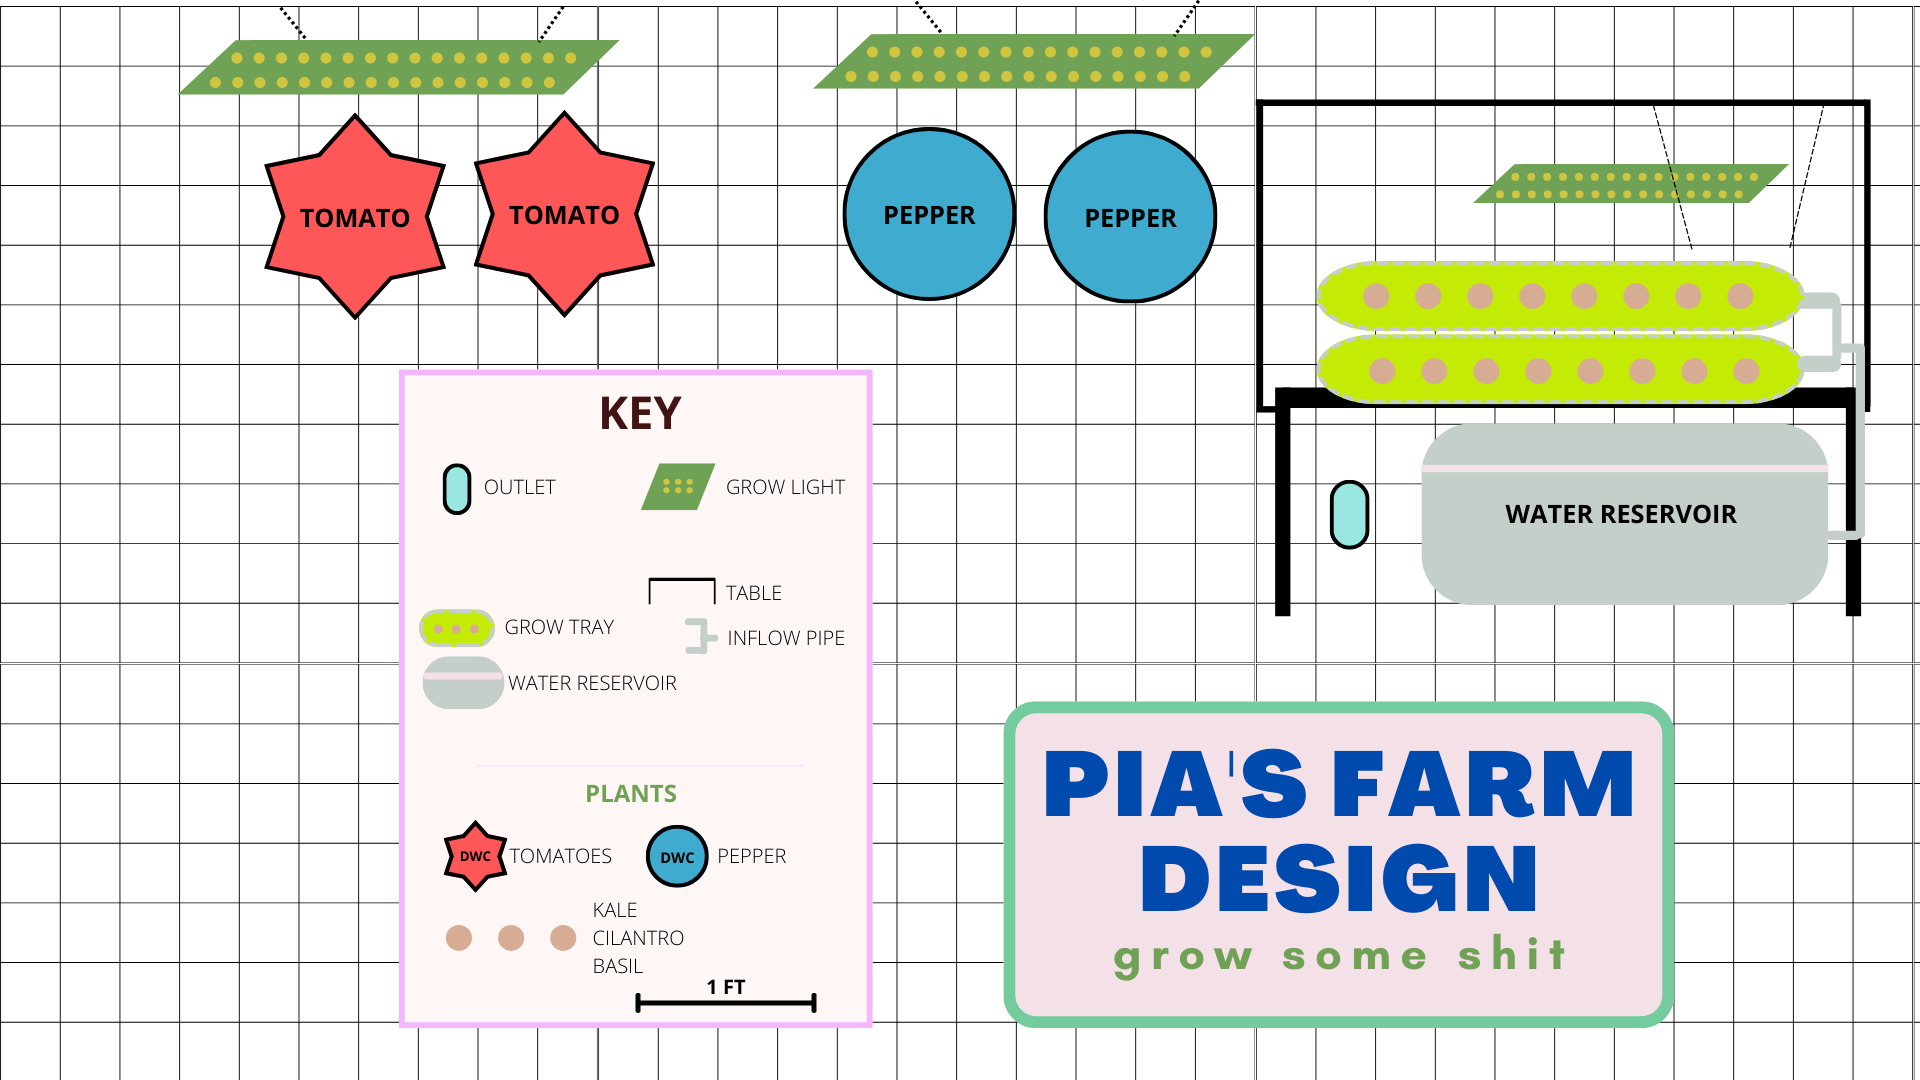 TOMATO
TOMATO
PEPPER
PEPPER
KEY
OUTLET
GROW LIGHT
TABLE
GROW TRAY
INFLOW PIPE
WATER RESERVOIR
PLANTS
DWC
TOMATOES
DWC
PEPPER
KALE
CILANTRO
BASIL
1 FT
WATER RESERVOIR
PIA'S FARM
DESIGN
grow some shit